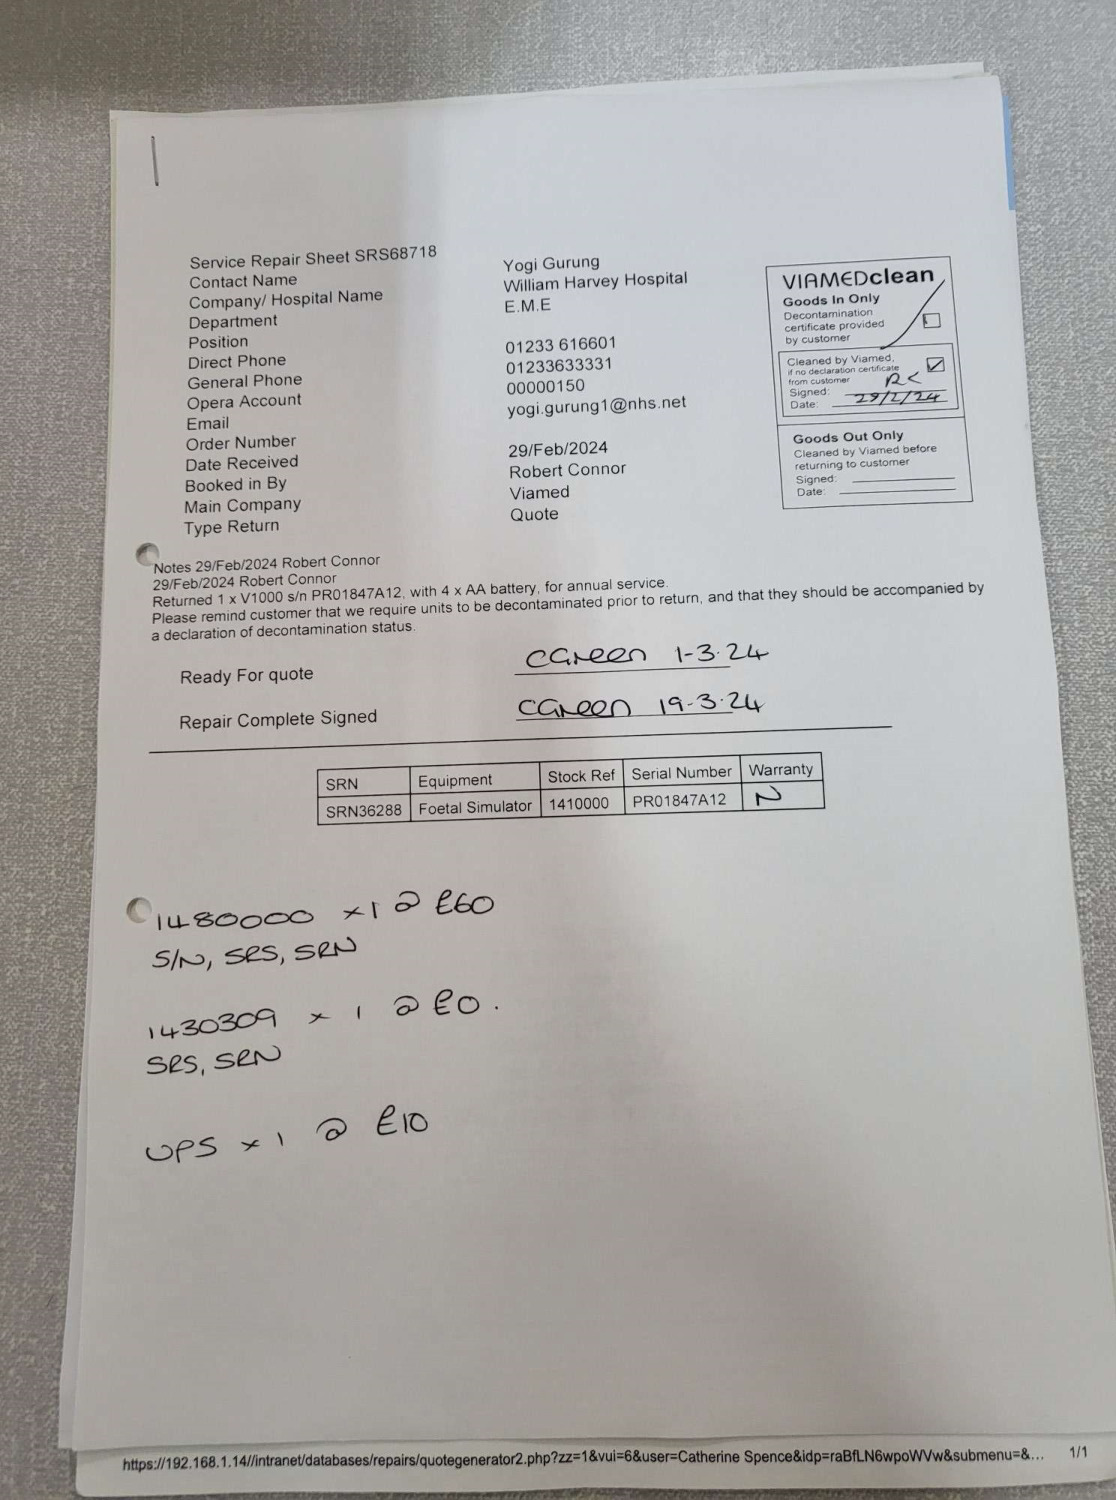 Service Repair Sheet SRS68718
Contact Name Yogi Gurung
Company/ Hospital Name William Harvey Hospital
Department E.M.E
Position
Direct Phone 01233 616601
General Phone 01233633331
Opera Account 00000150
Email yogi.gurung1@nhs.net
Order Number
Date Received 29/Feb/2024
Booked in By Robert Connor
Main Company Viamed
Type Return Quote
VIAMEDclean
Goods In Only
Decontamination
certificate provided
by customer
Cleaned by Viamed,
if no declaration certificate
from customer
Signed: RC
Date: 29/2/24
Goods Out Only
Cleaned by Viamed before
returning to customer
Signed:
Date:
Notes 29/Feb/2024 Robert Connor
29/Feb/2024 Robert Connor
Returned 1 x V1000 s/n PR01847A12, with 4 x AA battery, for annual service.
Please remind customer that we require units to be decontaminated prior to return, and that they should be accompanied by
a declaration of decontamination status.
Ready For quote CGreen 1-3-24
Repair Complete Signed CGreen 19-3-24
SRN Equipment Stock Ref Serial Number Warranty
SRN36288 Foetal Simulator 1410000 PR01847A12 N
1480000 x1 @ £60
S/N, SRS, SRN
1430309 x 1 @ £0.
SRS, SRN
UPS x 1 @ £10
https://192.168.1.14//intranet/databases/repairs/quotegenerator2.php?zz=1&vui=6&user=Catherine Spence&idp=raBfLN6wpoWVw&submenu=&... 1/1